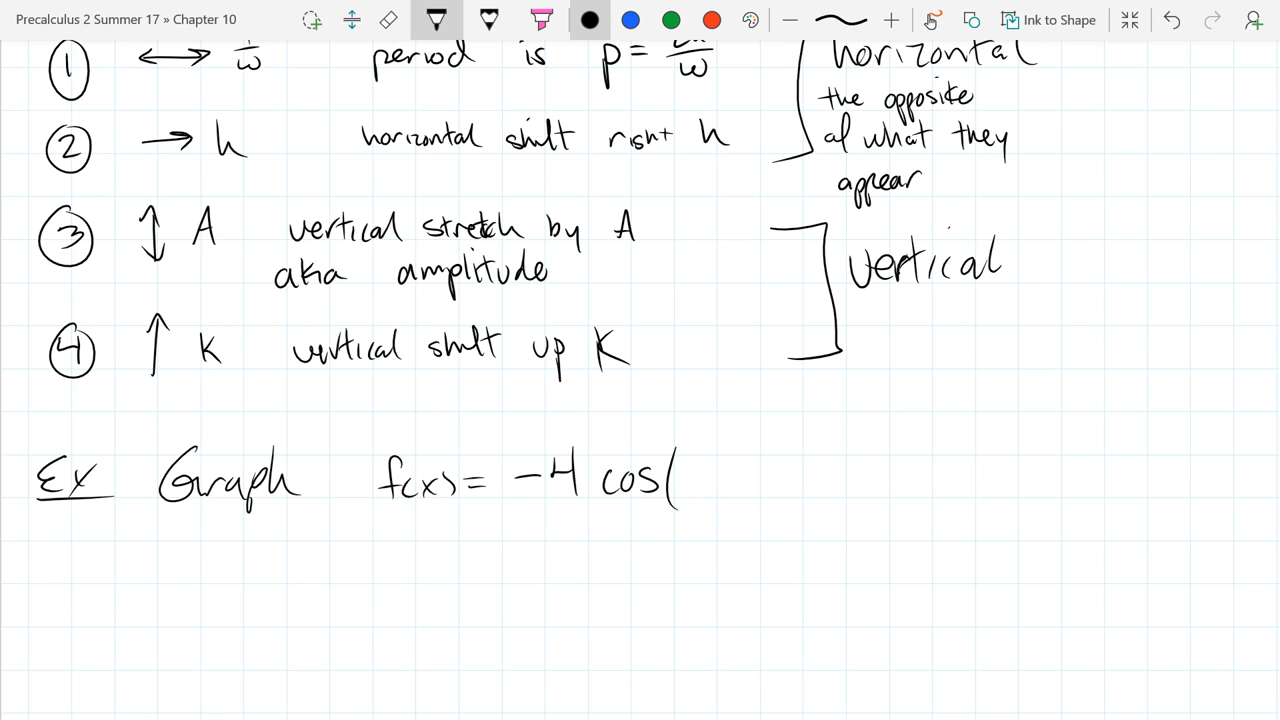 Precalculus 2 Summer 17 » Chapter 10
Ink to Shape
① ↔ 1/ω period is p = 2π/ω horizontal
the opposite
② → h horizontal shift right h of what they
appear
③ ↕ A vertical stretch by A
aka amplitude vertical
④ ↑ K vertical shift up K
Ex Graph f(x) = -4 cos(